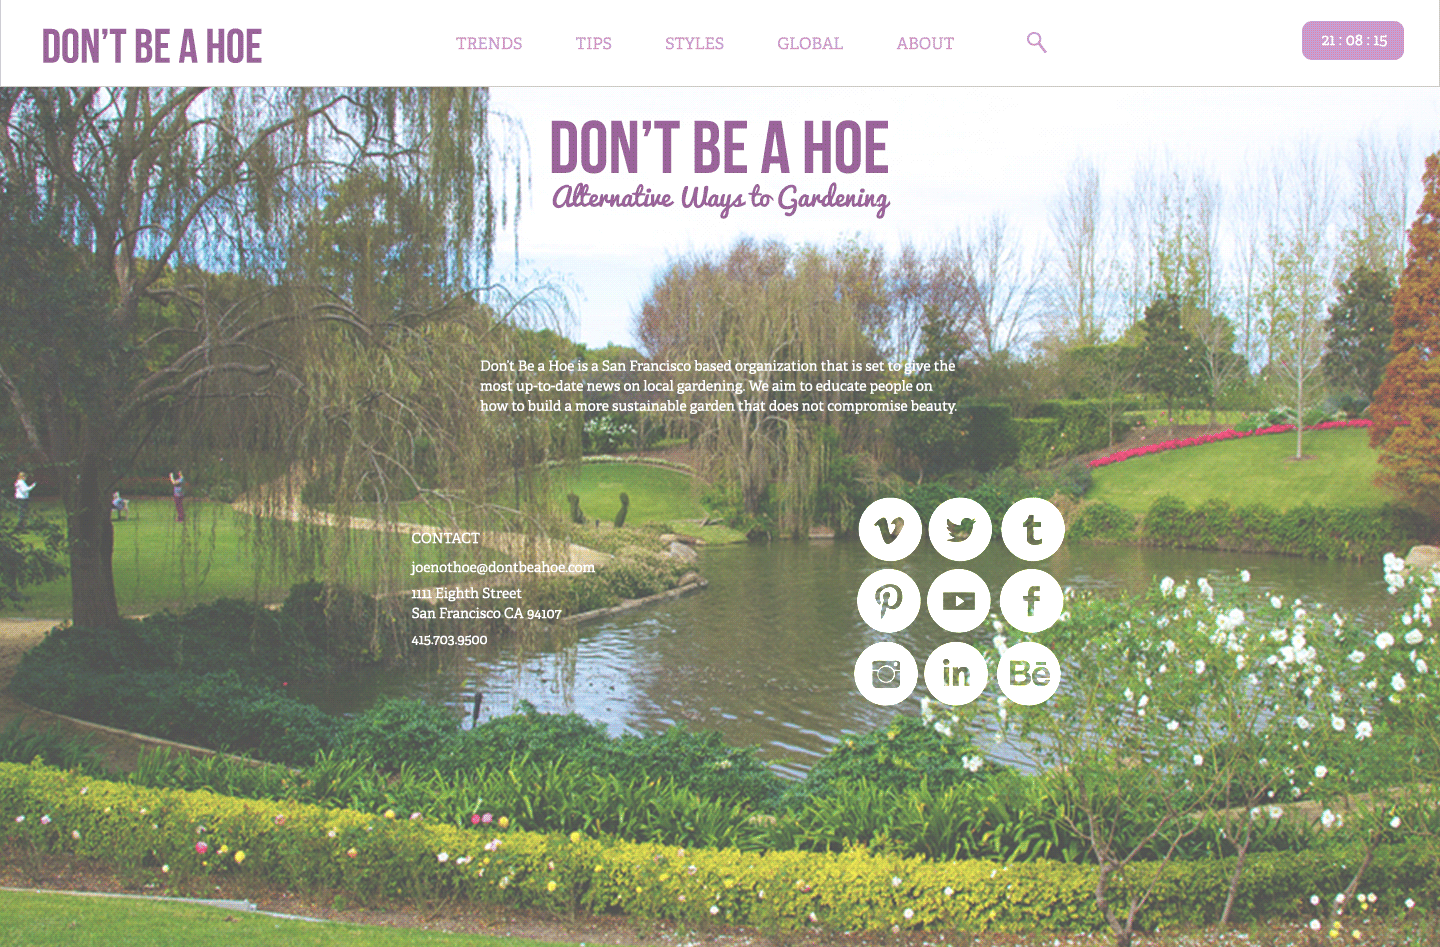 DON'T BE A HOE
TRENDS TIPS STYLES GLOBAL ABOUT
21 : 08 : 15
DON'T BE A HOE
Alternative Ways to Gardening
Don't Be a Hoe is a San Francisco based organization that is set to give the
most up-to-date news on local gardening. We aim to educate people on
how to build a more sustainable garden that does not compromise beauty.
CONTACT
joenothoe@dontbeahoe.com
1111 Eighth Street
San Francisco CA 94107
415.703.9500
t
f
in
Bē